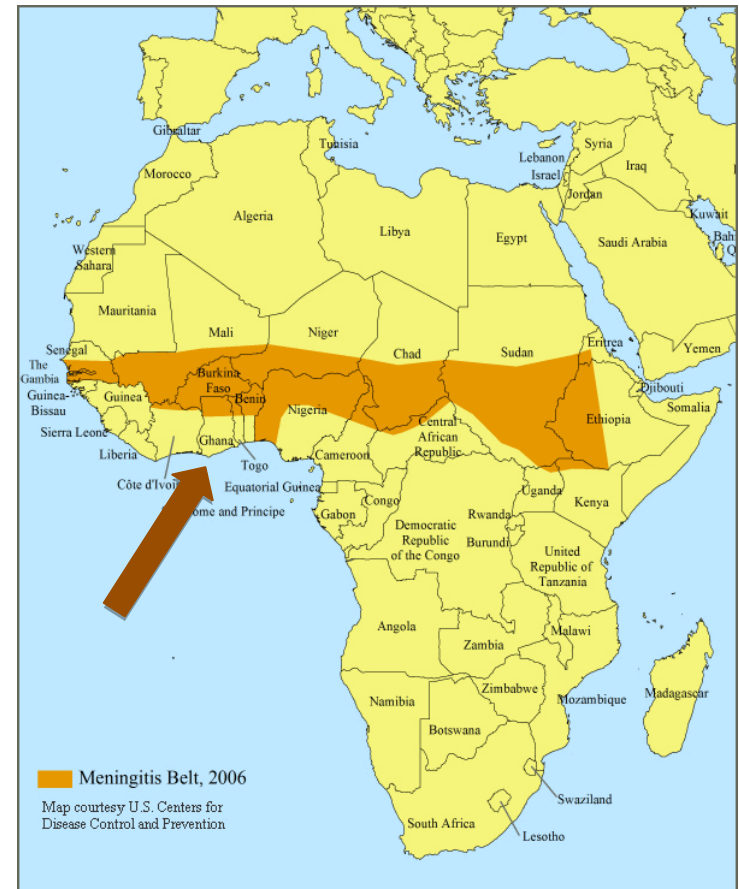 Gibraltar
Tunisia
Syria
Lebanon
Iraq
Israel
Morocco
Jordan
Algeria
Kuwait
Libya
Egypt
Bah
Saudi Arabia
Q
Western
Sahara
Mauritania
Mali
Niger
Chad
Sudan
Eritrea
Yemen
Senegal
The
Gambia
Burkina
Faso
Djibouti
Guinea-
Bissau
Guinea
Benin
Nigeria
Somalia
Ethiopia
Sierra Leone
Ghana
Central
African
Republic
Liberia
Togo
Cameroon
Côte d'Ivoi
Equatorial Guinea
Uganda
Kenya
ome and Principe
Gabon
Congo
Rwanda
Democratic
Republic
of the Congo
Burundi
United
Republic of
Tanzania
Angola
Malawi
Zambia
Namibia
Zimbabwe
Mozambique
Madagascar
Botswana
Meningitis Belt, 2006
Map courtesy U.S. Centers for
Disease Control and Prevention
Swaziland
South Africa
Lesotho